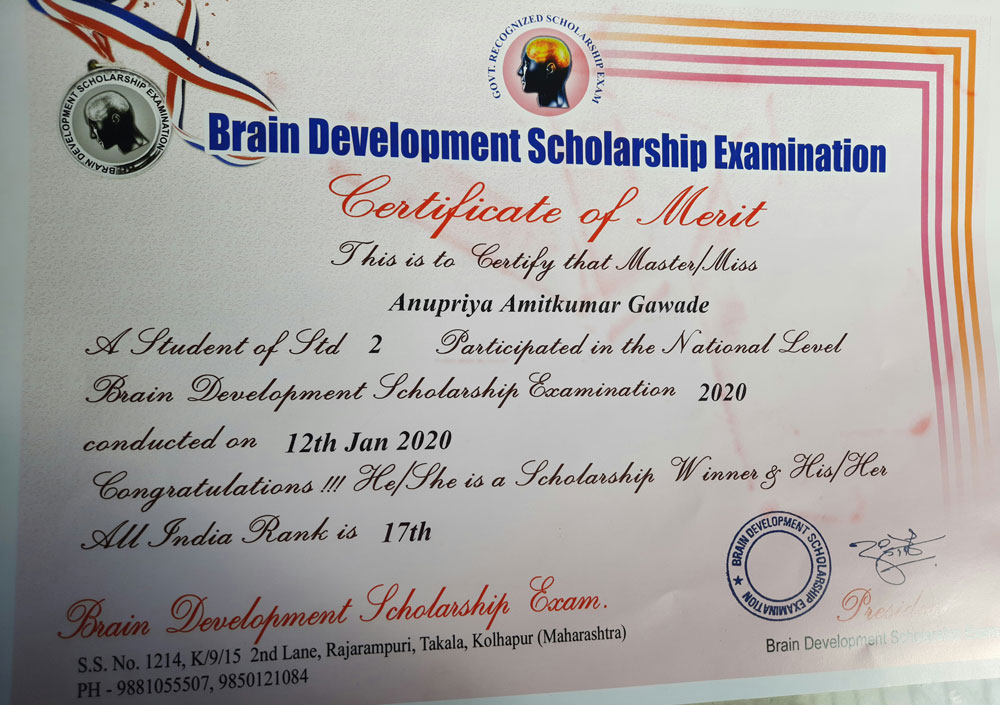 GOVT. RECOGNIZED SCHOLARSHIP EXAM
BRAIN DEVELOPMENT SCHOLARSHIP EXAMINATION
Brain Development Scholarship Examination
Certificate of Merit
This is to Certify that Master/Miss
Anupriya Amitkumar Gawade
A Student of Std 2 Participated in the National Level
Brain Development Scholarship Examination 2020
conducted on 12th Jan 2020
Congratulations !!! He/She is a Scholarship Winner & His/Her
All India Rank is 17th
BRAIN DEVELOPMENT SCHOLARSHIP EXAMINATION
Brain Development Scholarship Exam.
S.S. No. 1214, K/9/15 2nd Lane, Rajarampuri, Takala, Kolhapur (Maharashtra)
PH - 9881055507, 9850121084
Brain Development